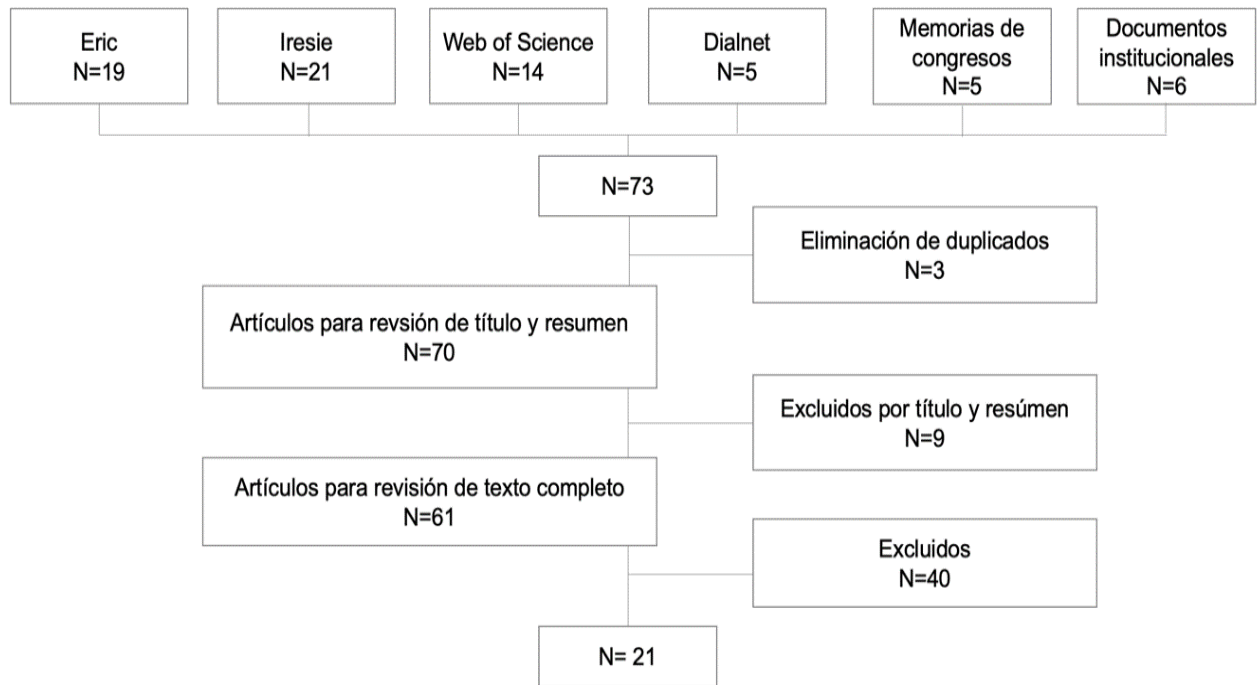 Eric
N=19
Iresie
N=21
Web of Science
N=14
Dialnet
N=5
Memorias de
congresos
N=5
Documentos
institucionales
N=6
N=73
Eliminación de duplicados
N=3
Artículos para revsión de título y resumen
N=70
Excluidos por título y resúmen
N=9
Artículos para revisión de texto completo
N=61
Excluidos
N=40
N= 21